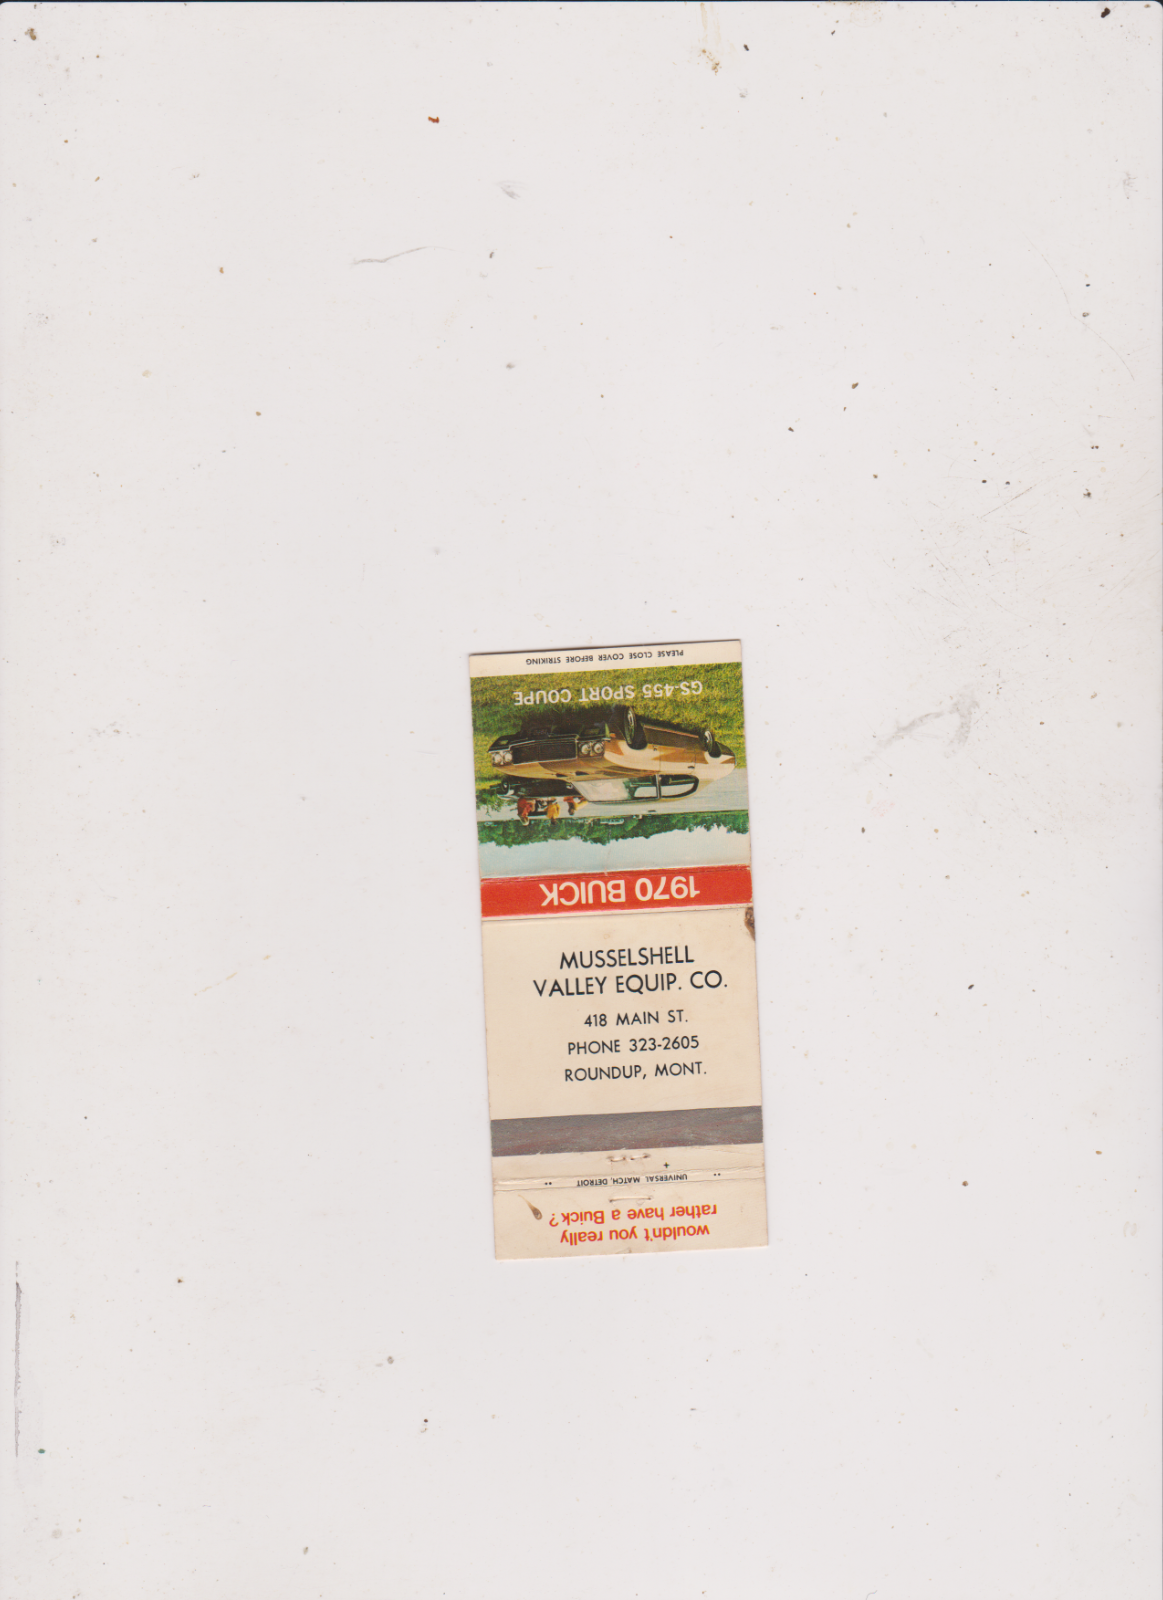 PLEASE CLOSE COVER BEFORE STRIKING
GS-455 SPORT COUPE
1970 BUICK
MUSSELSHELL
VALLEY EQUIP. CO.
418 MAIN ST.
PHONE 323-2605
ROUNDUP, MONT.
UNIVERSAL MATCH, DETROIT
wouldn't you really
rather have a Buick?